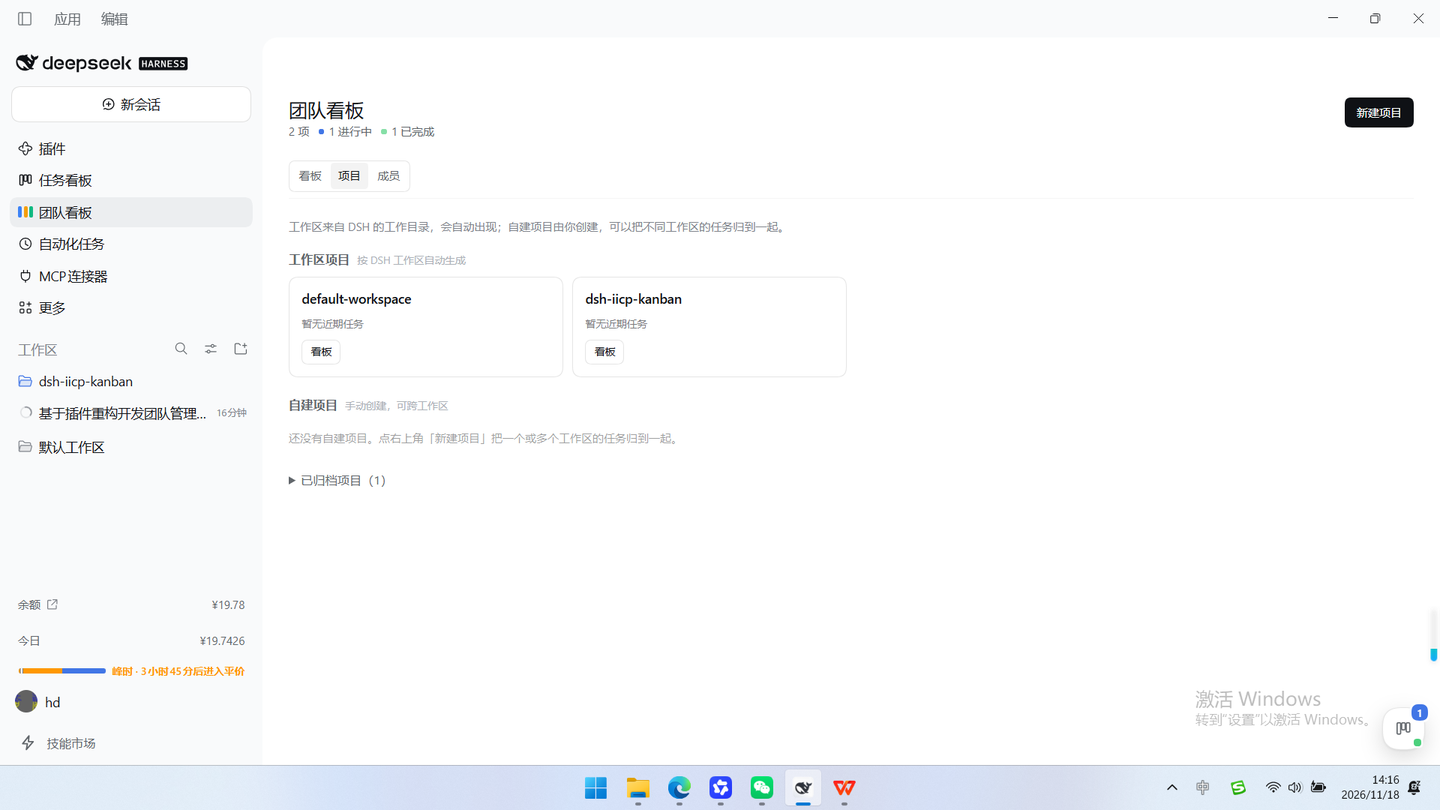 应用 编辑
deepseek HARNESS
新会话
插件
任务看板
团队看板
自动化任务
MCP 连接器
更多
工作区
dsh-iicp-kanban
基于插件重构开发团队管理... 16分钟
默认工作区
余额 ¥19.78
今日 ¥19.7426
峰时 · 3 小时 45 分后进入平价
hd
技能市场
团队看板
2 项 1 进行中 1 已完成
新建项目
看板 项目 成员
工作区来自 DSH 的工作目录，会自动出现；自建项目由你创建，可以把不同工作区的任务归到一起。
工作区项目 按 DSH 工作区自动生成
default-workspace
暂无近期任务
看板
dsh-iicp-kanban
暂无近期任务
看板
自建项目 手动创建，可跨工作区
还没有自建项目。点右上角「新建项目」把一个或多个工作区的任务归到一起。
已归档项目（1）
激活 Windows
转到"设置"以激活 Windows。
1
中
14:16
2026/11/18